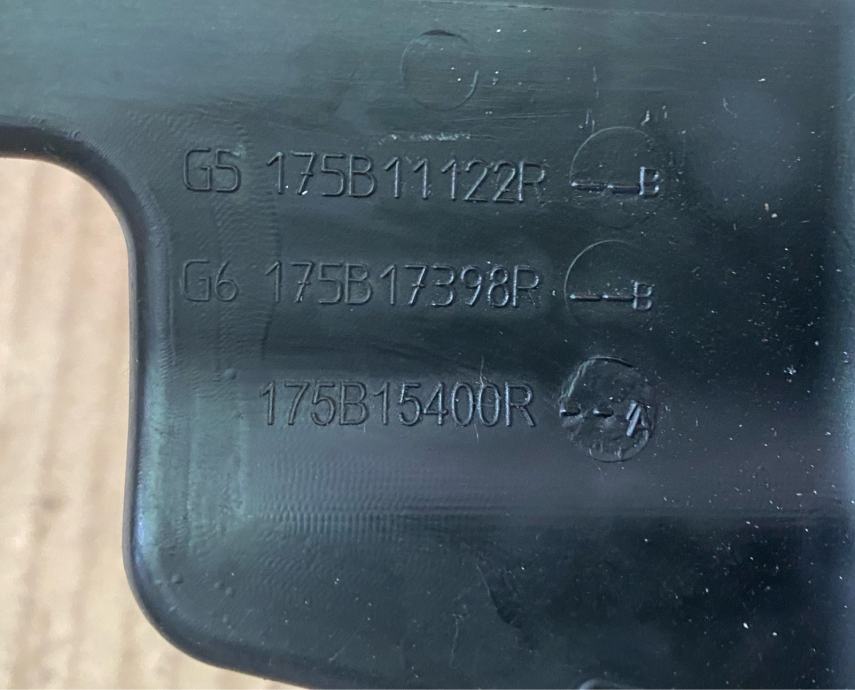 G5 175B11122R --B
G6 175B17398R --B
175B15400R --A